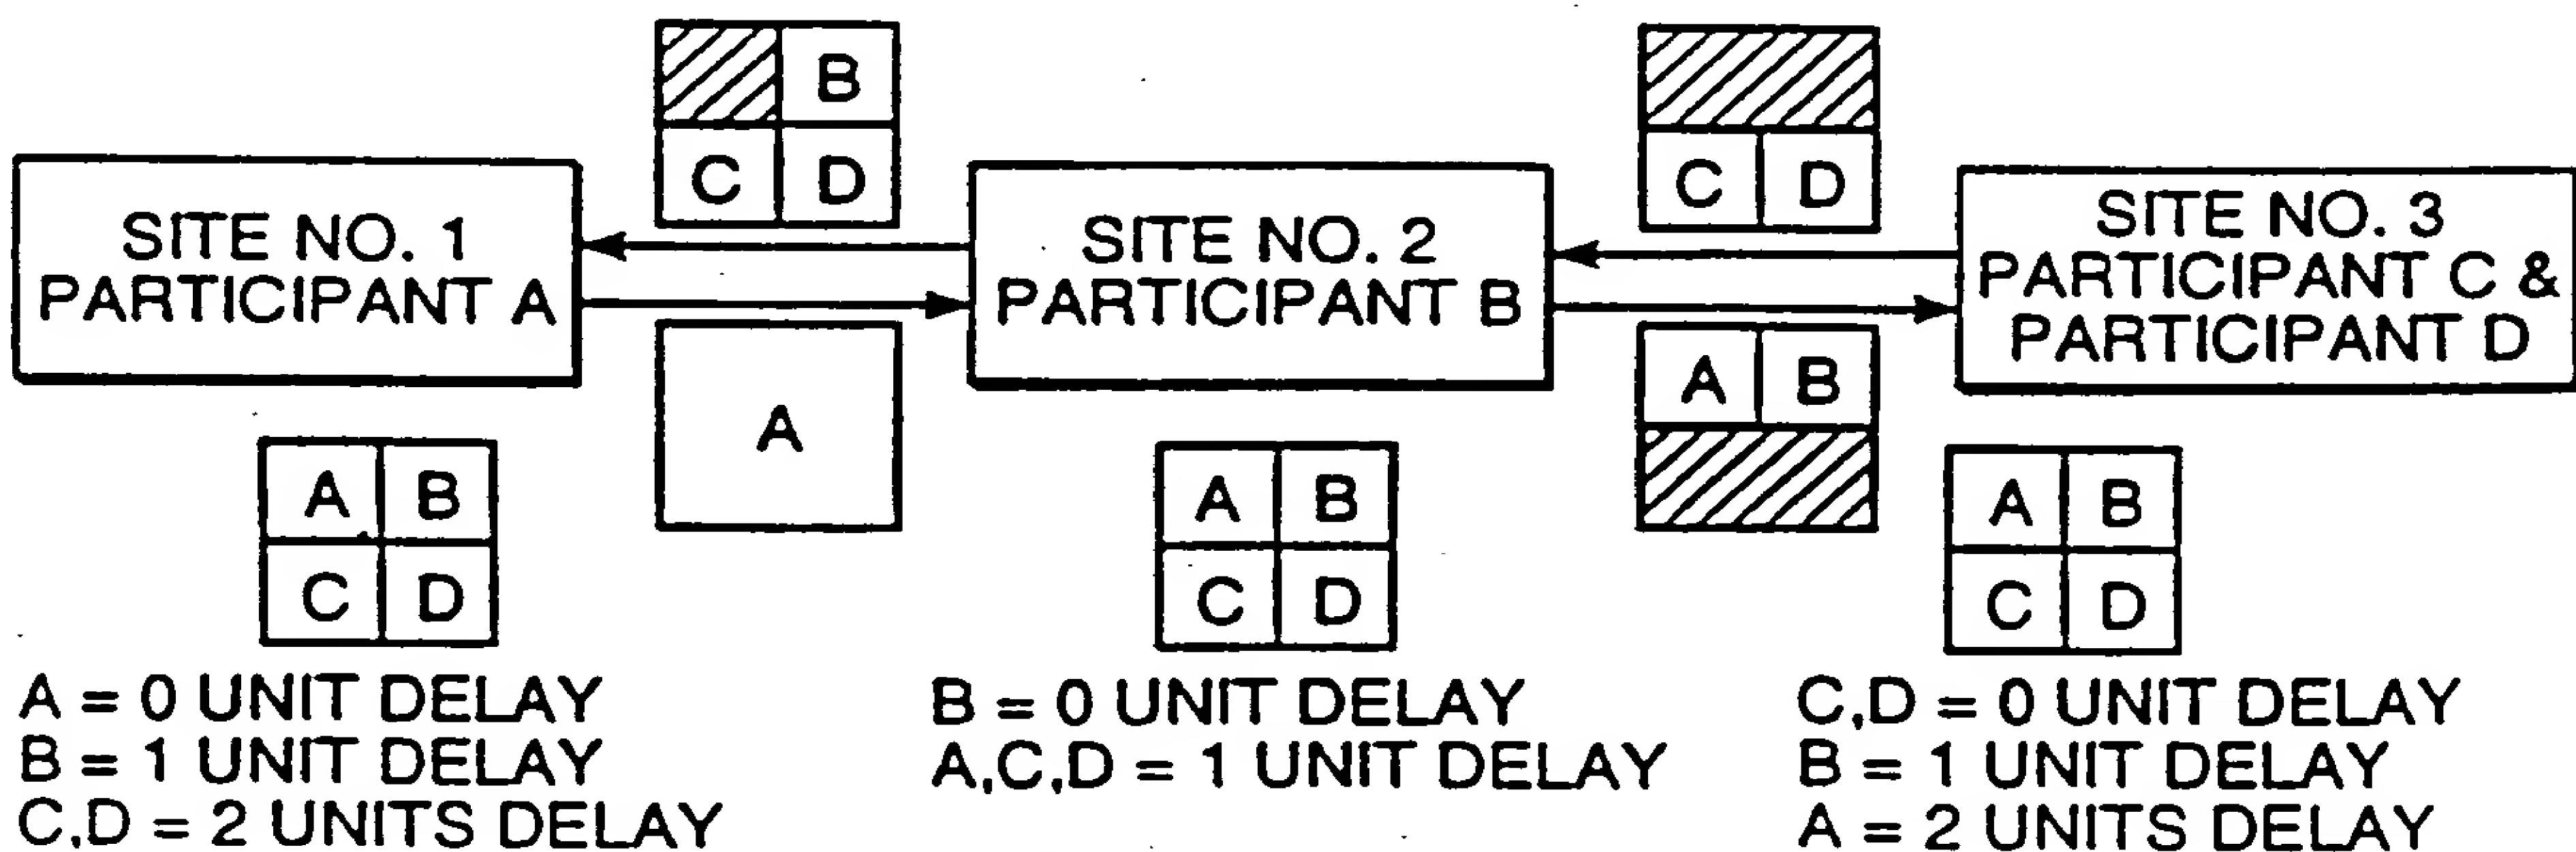 B
C D
C D
SITE NO. 1
PARTICIPANT A
SITE NO. 2
PARTICIPANT B
SITE NO. 3
PARTICIPANT C &
PARTICIPANT D
A
A B
A B
C D
A B
C D
A B
C D
A = 0 UNIT DELAY
B = 1 UNIT DELAY
C,D = 2 UNITS DELAY
B = 0 UNIT DELAY
A,C,D = 1 UNIT DELAY
C,D = 0 UNIT DELAY
B = 1 UNIT DELAY
A = 2 UNITS DELAY